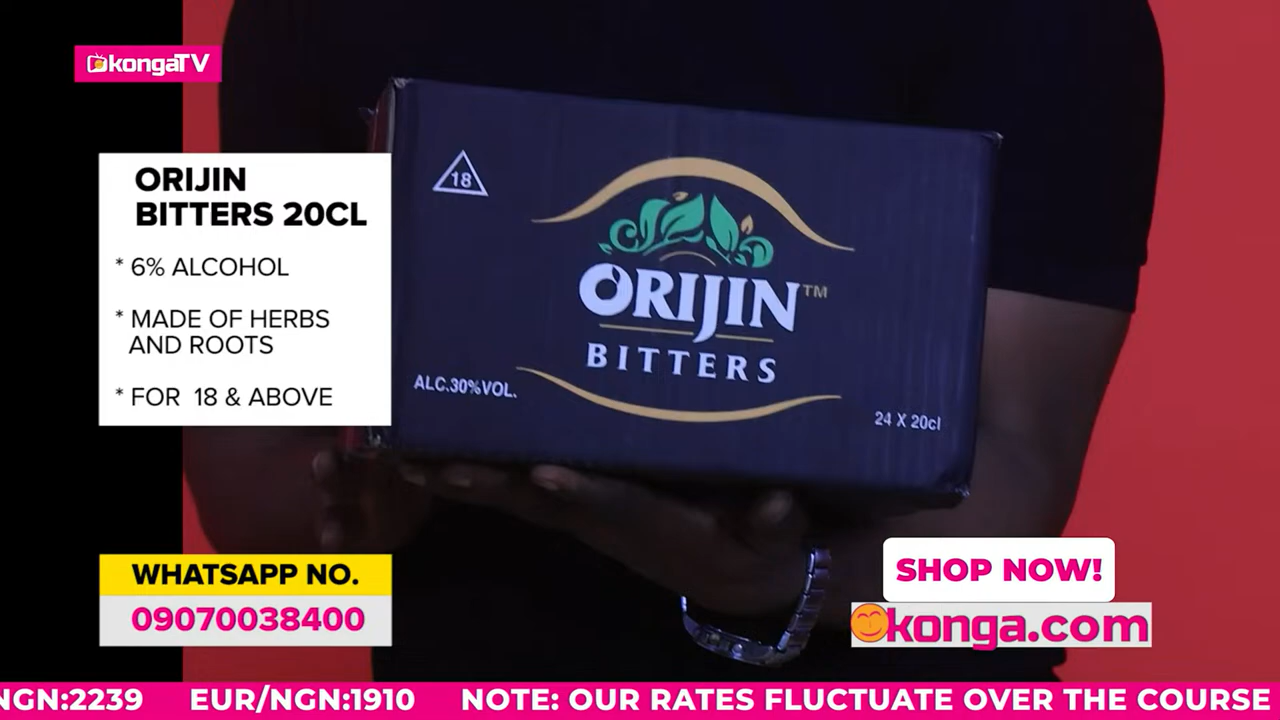 kongaTV
ORIJIN
BITTERS 20CL
* 6% ALCOHOL
* MADE OF HERBS
AND ROOTS
* FOR 18 & ABOVE
18
ORIJIN™
BITTERS
ALC.30%VOL.
24 X 20cl
WHATSAPP NO.
09070038400
SHOP NOW!
konga.com
NGN:2239 EUR/NGN:1910 NOTE: OUR RATES FLUCTUATE OVER THE COURSE